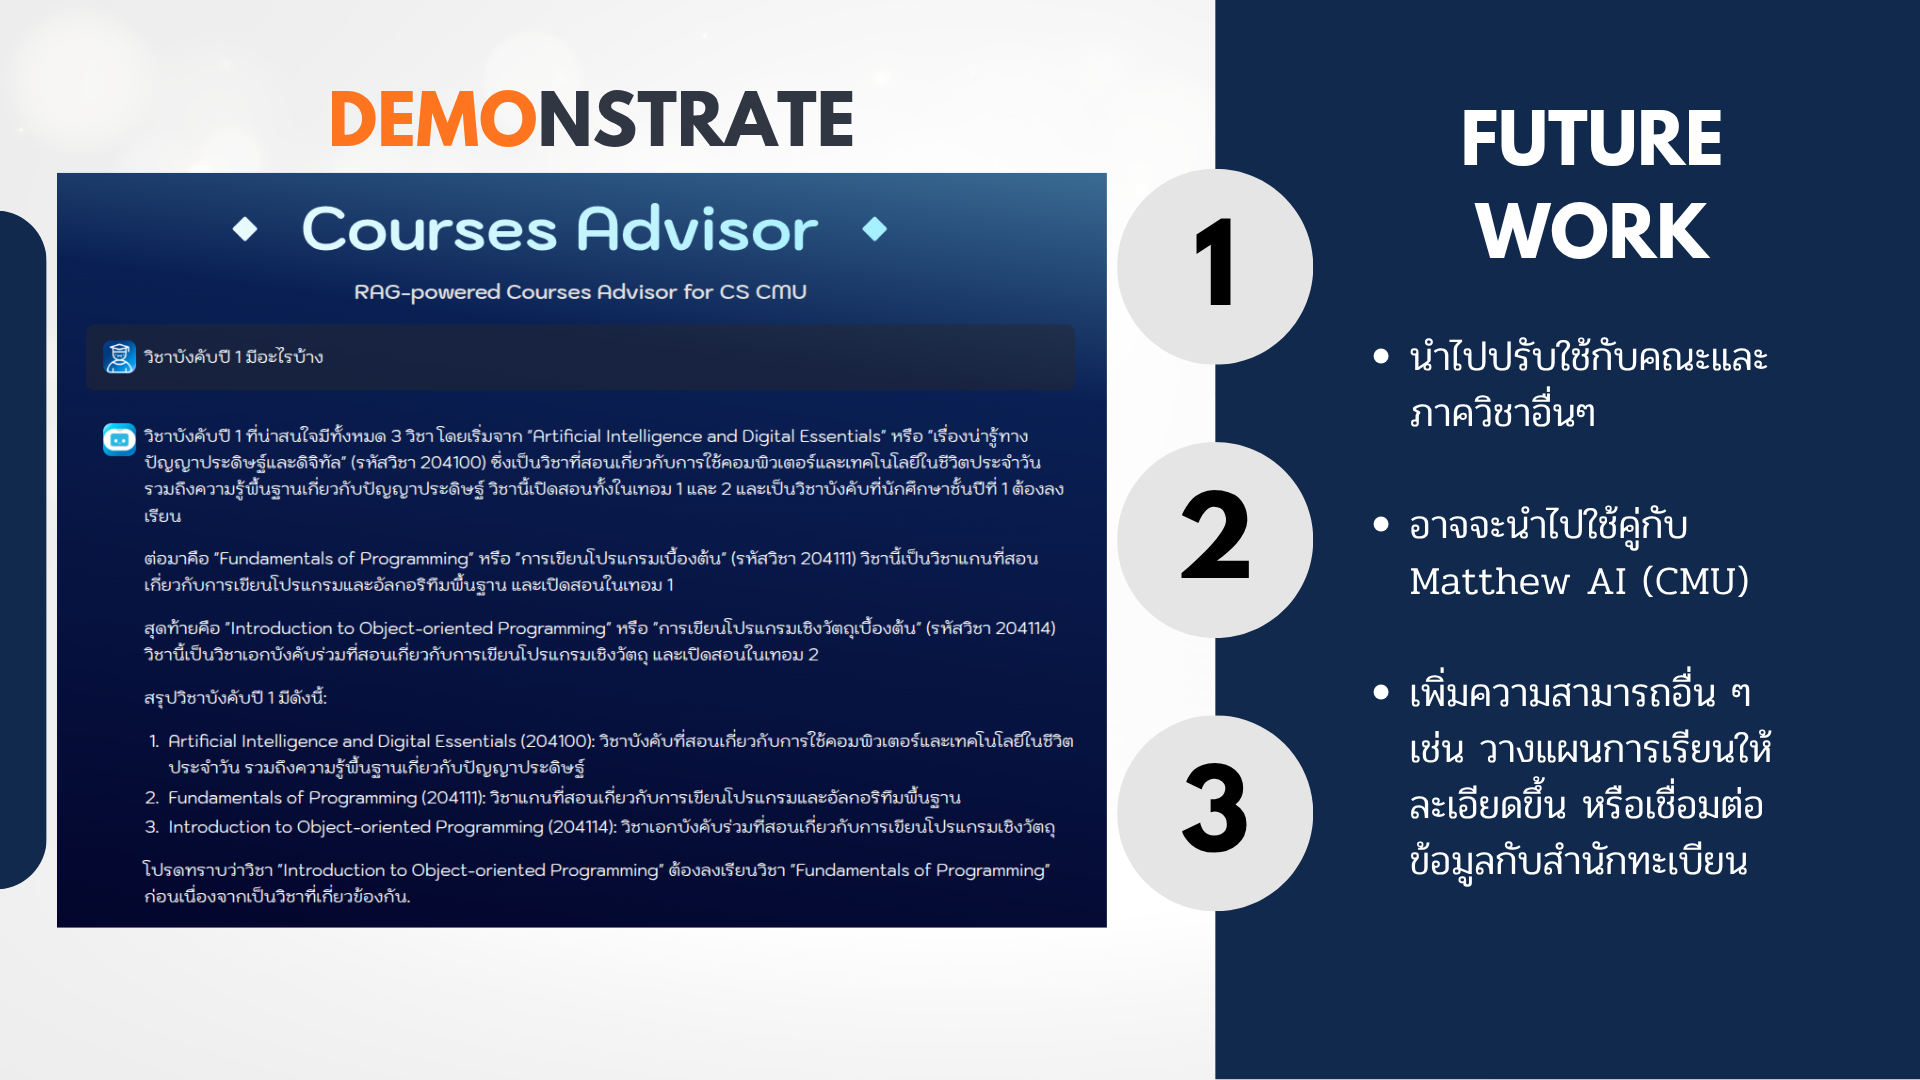 DEMONSTRATE
Courses Advisor
RAG-powered Courses Advisor for CS CMU
วิชาบังคับปี 1 มีอะไรบ้าง
วิชาบังคับปี 1 ที่น่าสนใจมีทั้งหมด 3 วิชา โดยเริ่มจาก "Artificial Intelligence and Digital Essentials" หรือ "เรื่องน่ารู้ทาง
ปัญญาประดิษฐ์และดิจิทัล" (รหัสวิชา 204100) ซึ่งเป็นวิชาที่สอนเกี่ยวกับการใช้คอมพิวเตอร์และเทคโนโลยีในชีวิตประจำวัน
รวมถึงความรู้พื้นฐานเกี่ยวกับปัญญาประดิษฐ์ วิชานี้เปิดสอนทั้งในเทอม 1 และ 2 และเป็นวิชาบังคับที่นักศึกษาชั้นปีที่ 1 ต้องลง
เรียน
ต่อมาคือ "Fundamentals of Programming" หรือ "การเขียนโปรแกรมเบื้องต้น" (รหัสวิชา 204111) วิชานี้เป็นวิชาแกนที่สอน
เกี่ยวกับการเขียนโปรแกรมและอัลกอริทึมพื้นฐาน และเปิดสอนในเทอม 1
สุดท้ายคือ "Introduction to Object-oriented Programming" หรือ "การเขียนโปรแกรมเชิงวัตถุเบื้องต้น" (รหัสวิชา 204114)
วิชานี้เป็นวิชาเอกบังคับร่วมที่สอนเกี่ยวกับการเขียนโปรแกรมเชิงวัตถุ และเปิดสอนในเทอม 2
สรุปวิชาบังคับปี 1 มีดังนี้:
1. Artificial Intelligence and Digital Essentials (204100): วิชาบังคับที่สอนเกี่ยวกับการใช้คอมพิวเตอร์และเทคโนโลยีในชีวิต
ประจำวัน รวมถึงความรู้พื้นฐานเกี่ยวกับปัญญาประดิษฐ์
2. Fundamentals of Programming (204111): วิชาแกนที่สอนเกี่ยวกับการเขียนโปรแกรมและอัลกอริทึมพื้นฐาน
3. Introduction to Object-oriented Programming (204114): วิชาเอกบังคับร่วมที่สอนเกี่ยวกับการเขียนโปรแกรมเชิงวัตถุ
โปรดทราบว่าวิชา "Introduction to Object-oriented Programming" ต้องลงเรียนวิชา "Fundamentals of Programming"
ก่อนเนื่องจากเป็นวิชาที่เกี่ยวข้องกัน.
FUTURE
WORK
1
• นำไปปรับใช้กับคณะและ
ภาควิชาอื่นๆ
2
• อาจจะนำไปใช้คู่กับ
Matthew AI (CMU)
3
• เพิ่มความสามารถอื่น ๆ
เช่น วางแผนการเรียนให้
ละเอียดขึ้น หรือเชื่อมต่อ
ข้อมูลกับสำนักทะเบียน